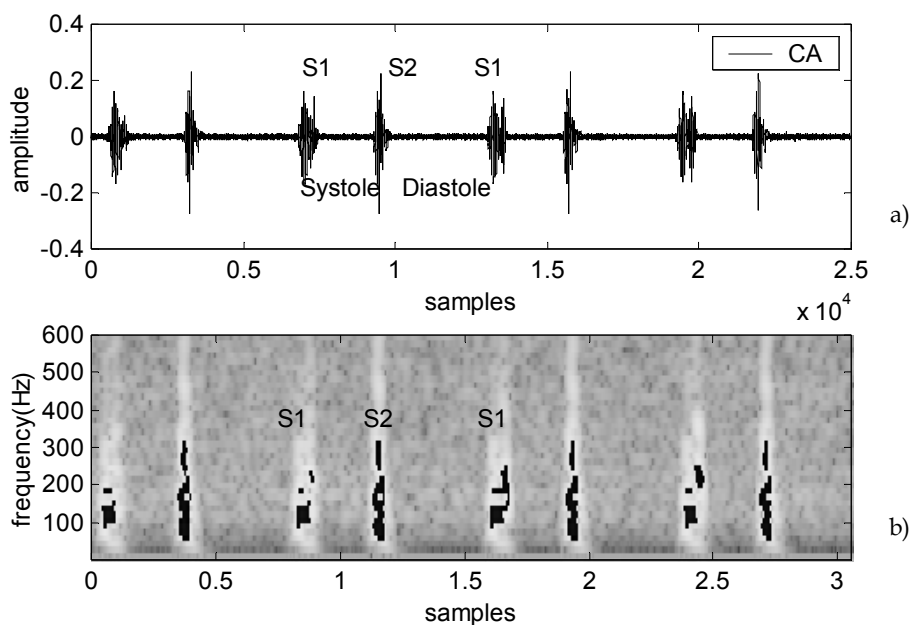 0.4
0.2
0
-0.2
-0.4
amplitude
S1 S2 S1
CA
Systole Diastole
a)
0 0.5 1 1.5 2 2.5
samples
x 10^4
600
500
400
300
200
100
frequency(Hz)
S1 S2 S1
b)
0 0.5 1 1.5 2 2.5 3
samples